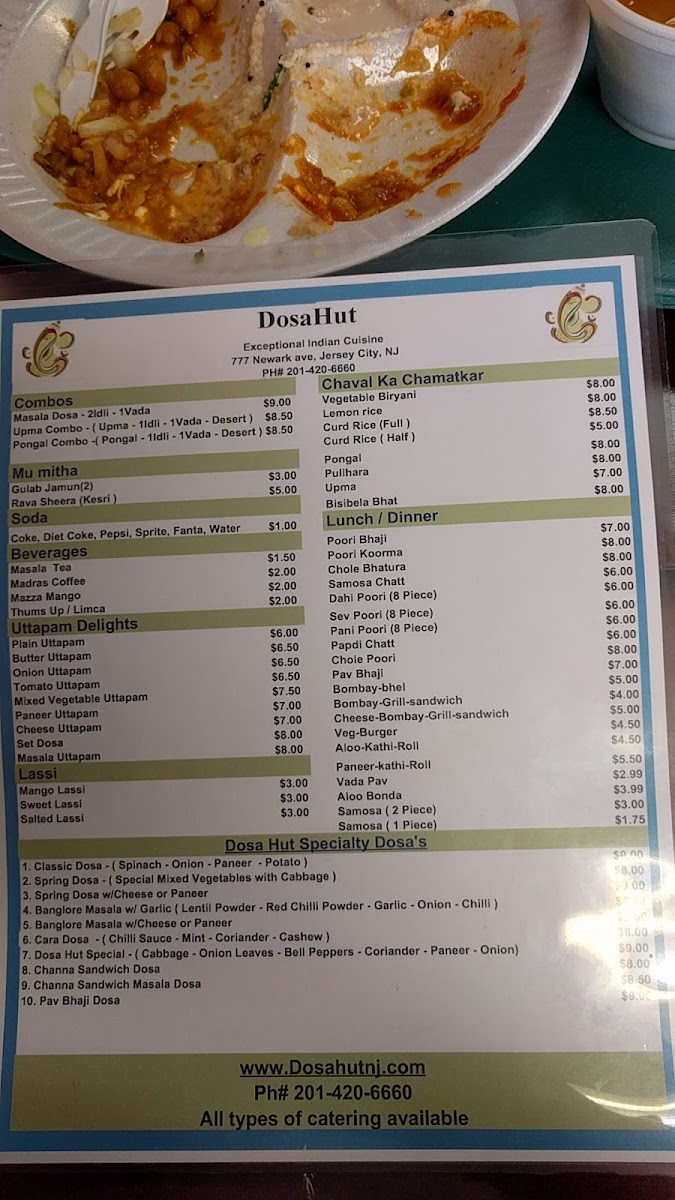 DosaHut
Exceptional Indian Cuisine
777 Newark ave, Jersey City, NJ
PH# 201-420-6660
Combos
Masala Dosa - 2Idli - 1Vada $9.00
Upma Combo - ( Upma - 1Idli - 1Vada - Desert ) $8.50
Pongal Combo -( Pongal - 1Idli - 1Vada - Desert ) $8.50
Mu mitha
Gulab Jamun(2) $3.00
Rava Sheera (Kesri ) $5.00
Soda
Coke, Diet Coke, Pepsi, Sprite, Fanta, Water $1.00
Beverages
Masala Tea $1.50
Madras Coffee $2.00
Mazza Mango $2.00
Thums Up / Limca $2.00
Uttapam Delights
Plain Uttapam $6.00
Butter Uttapam $6.50
Onion Uttapam $6.50
Tomato Uttapam $6.50
Mixed Vegetable Uttapam $7.50
Paneer Uttapam $7.00
Cheese Uttapam $7.00
Set Dosa $8.00
Masala Uttapam $8.00
Lassi
Mango Lassi $3.00
Sweet Lassi $3.00
Salted Lassi $3.00
Chaval Ka Chamatkar
Vegetable Biryani $8.00
Lemon rice $8.00
Curd Rice (Full ) $8.50
Curd Rice ( Half ) $5.00
Pongal $8.00
Pulihara $8.00
Upma $7.00
Bisibela Bhat $8.00
Lunch / Dinner
Poori Bhaji $7.00
Poori Koorma $8.00
Chole Bhatura $8.00
Samosa Chatt $6.00
Dahi Poori (8 Piece) $6.00
Sev Poori (8 Piece) $6.00
Pani Poori (8 Piece) $6.00
Papdi Chatt $6.00
Chole Poori $8.00
Pav Bhaji $7.00
Bombay-bhel $5.00
Bombay-Grill-sandwich $4.00
Cheese-Bombay-Grill-sandwich $5.00
Veg-Burger $4.50
Aloo-Kathi-Roll $4.50
Paneer-kathi-Roll $5.50
Vada Pav $2.99
Aloo Bonda $3.99
Samosa ( 2 Piece) $3.00
Samosa ( 1 Piece) $1.75
Dosa Hut Specialty Dosa's
1. Classic Dosa - ( Spinach - Onion - Paneer - Potato ) $9.00
2. Spring Dosa - ( Special Mixed Vegetables with Cabbage ) $8.00
3. Spring Dosa w/Cheese or Paneer $9.00
4. Banglore Masala w/ Garlic ( Lentil Powder - Red Chilli Powder - Garlic - Onion - Chilli )
5. Banglore Masala w/Cheese or Paneer
6. Cara Dosa - ( Chilli Sauce - Mint - Coriander - Cashew ) $8.00
7. Dosa Hut Special - ( Cabbage - Onion Leaves - Bell Peppers - Coriander - Paneer - Onion) $9.00
8. Channa Sandwich Dosa $8.00
9. Channa Sandwich Masala Dosa $8.50
10. Pav Bhaji Dosa $9.00
www.Dosahutnj.com
Ph# 201-420-6660
All types of catering available